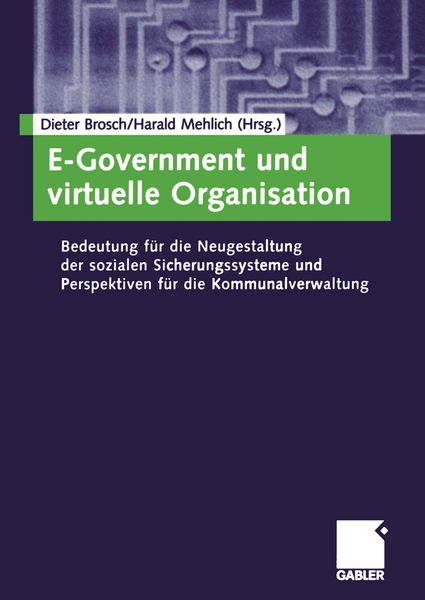 Dieter Brosch/Harald Mehlich (Hrsg.)
E-Government und
virtuelle Organisation
Bedeutung für die Neugestaltung
der sozialen Sicherungssysteme und
Perspektiven für die Kommunalverwaltung
GABLER